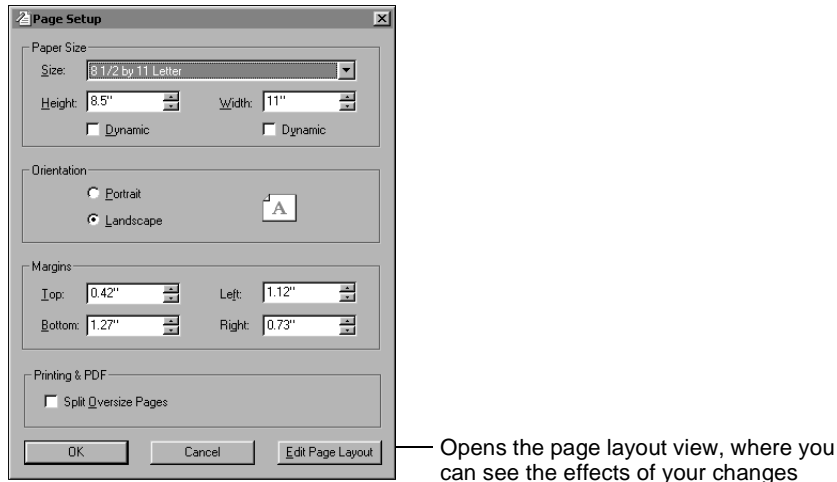 Page Setup
Paper Size
Size: 8 1/2 by 11 Letter
Height: 8.5" Width: 11"
Dynamic Dynamic
Orientation
Portrait
A
Landscape
Margins
Top: 0.42" Left: 1.12"
Bottom: 1.27" Right: 0.73"
Printing & PDF
Split Oversize Pages
OK Cancel Edit Page Layout
Opens the page layout view, where you
can see the effects of your changes